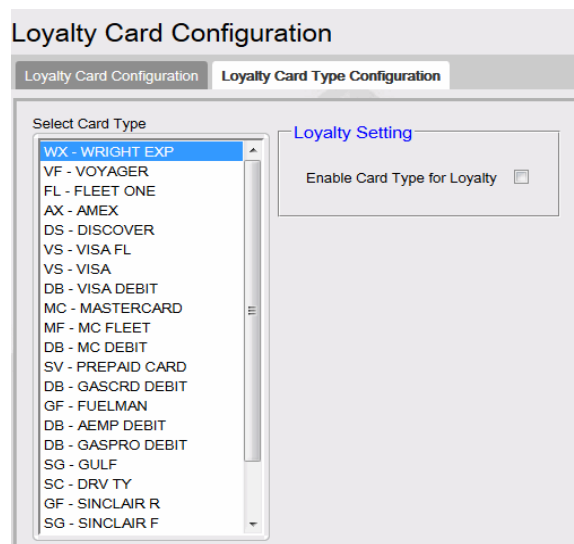 Loyalty Card Configuration
Loyalty Card Configuration Loyalty Card Type Configuration
Select Card Type
WX - WRIGHT EXP
VF - VOYAGER
FL - FLEET ONE
AX - AMEX
DS - DISCOVER
VS - VISA FL
VS - VISA
DB - VISA DEBIT
MC - MASTERCARD
MF - MC FLEET
DB - MC DEBIT
SV - PREPAID CARD
DB - GASCRD DEBIT
GF - FUELMAN
DB - AEMP DEBIT
DB - GASPRO DEBIT
SG - GULF
SC - DRV TY
GF - SINCLAIR R
SG - SINCLAIR F
Loyalty Setting
Enable Card Type for Loyalty